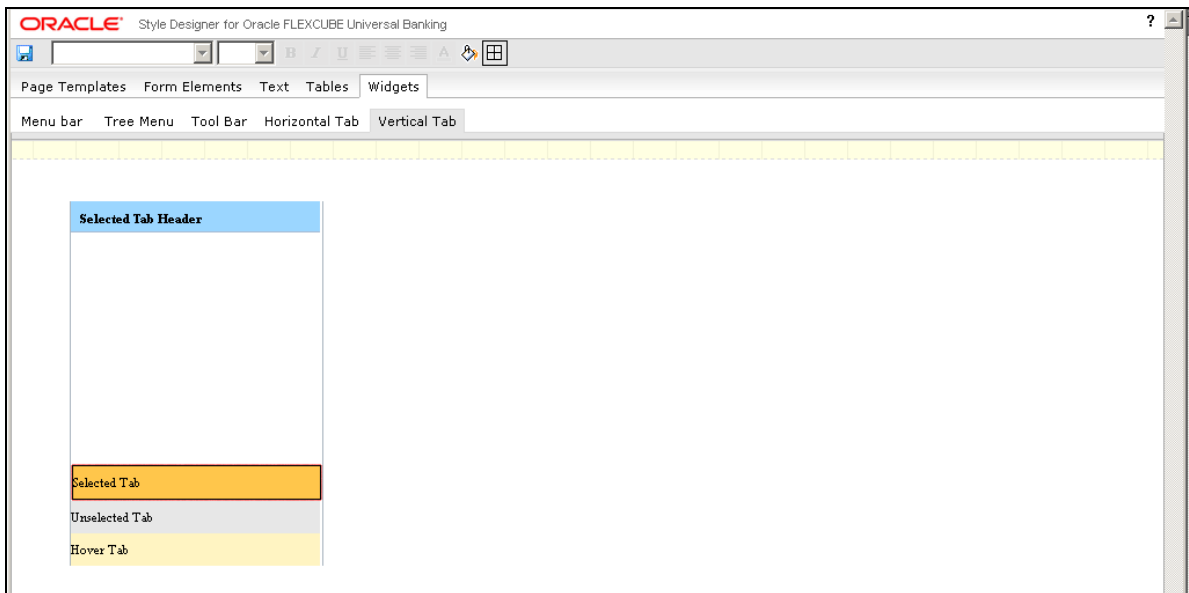 ORACLE Style Designer for Oracle FLEXCUBE Universal Banking ?
B I U A
Page Templates Form Elements Text Tables Widgets
Menu bar Tree Menu Tool Bar Horizontal Tab Vertical Tab
Selected Tab Header
Selected Tab
Unselected Tab
Hover Tab